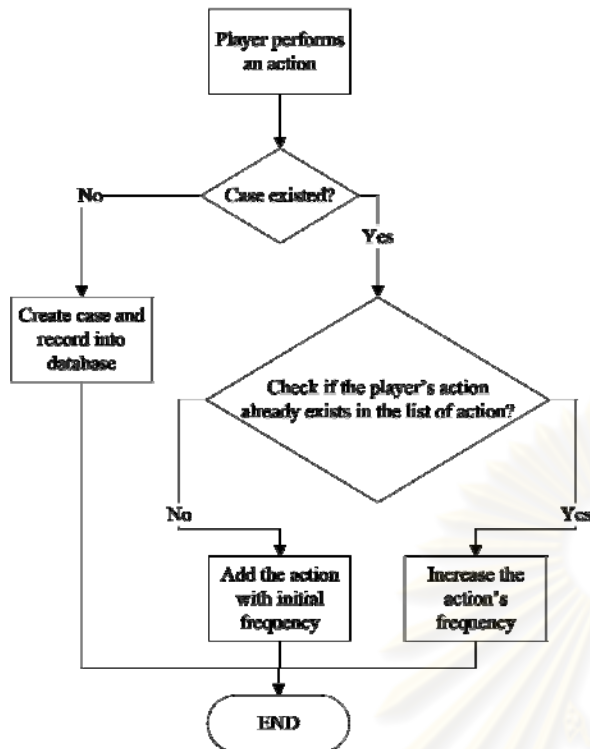 Player performs
an action
Case existed?
No
Yes
Create case and
record into
database
Check if the player's action
already exists in the list of action?
No
Yes
Add the action
with initial
frequency
Increase the
action's
frequency
END